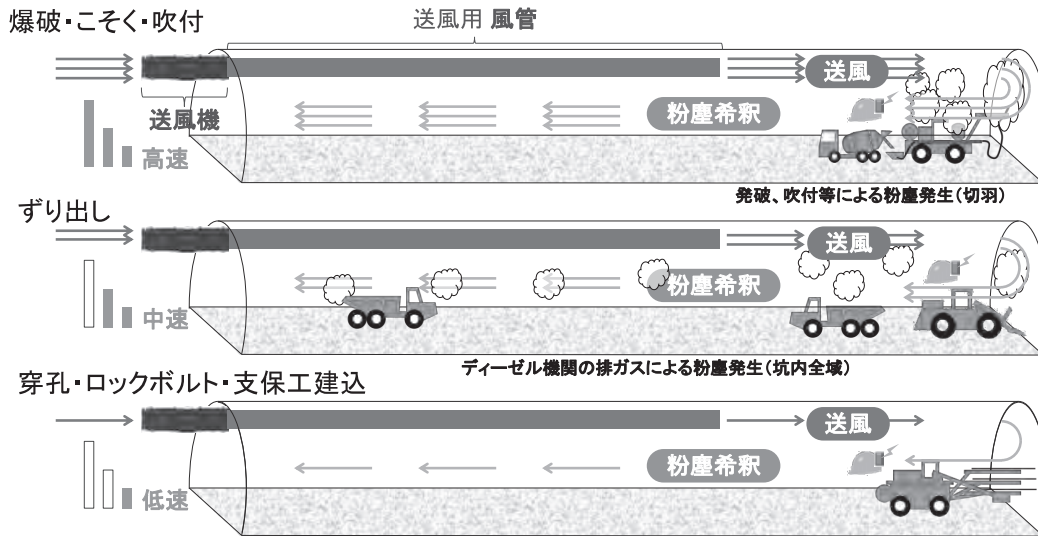 爆破・こそく・吹付
送風用 風管
送風
送風機
粉塵希釈
高速
発破、吹付等による粉塵発生(切羽)
ずり出し
送風
粉塵希釈
中速
ディーゼル機関の排ガスによる粉塵発生(坑内全域)
穿孔・ロックボルト・支保工建込
送風
粉塵希釈
低速